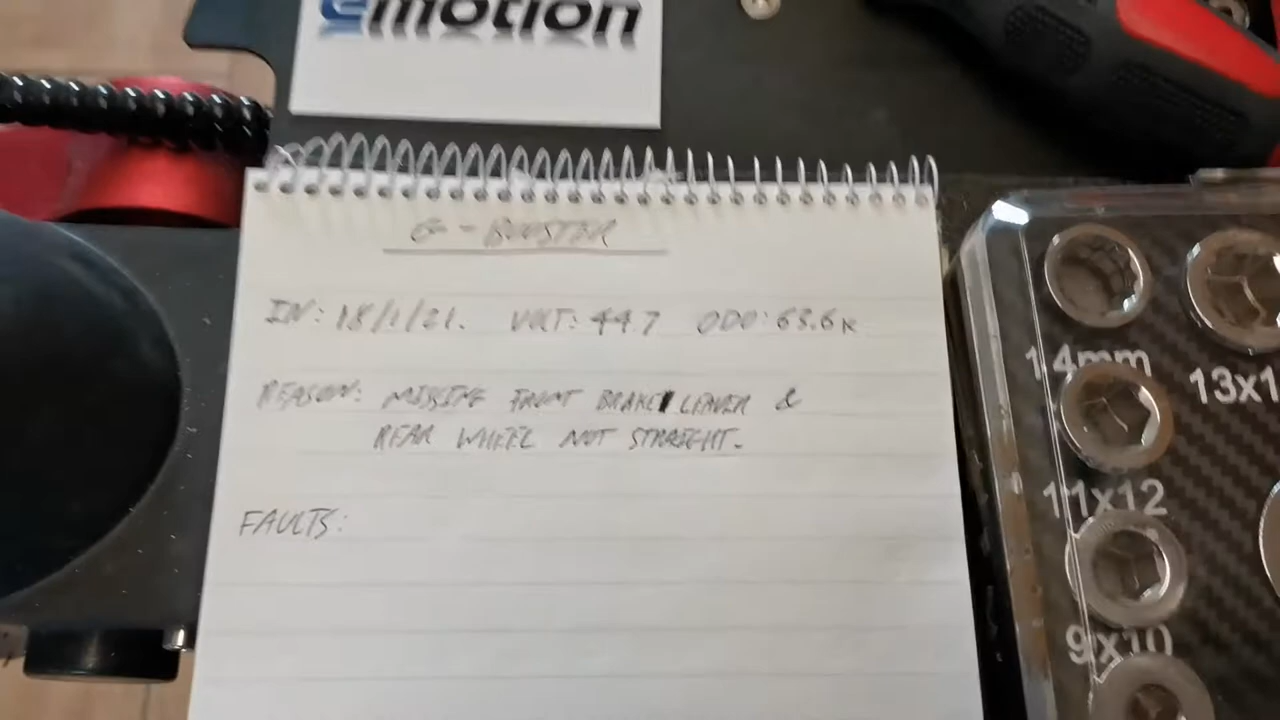 emotion
G-BOOSTER
IN: 18/1/21. VOLT: 44.7 ODO: 63.6K
REASON: MISSING FRONT BRAKE LEAVER &
REAR WHEEL NOT STRAIGHT.
FAULTS:
14mm
13x1
11x12
9x10